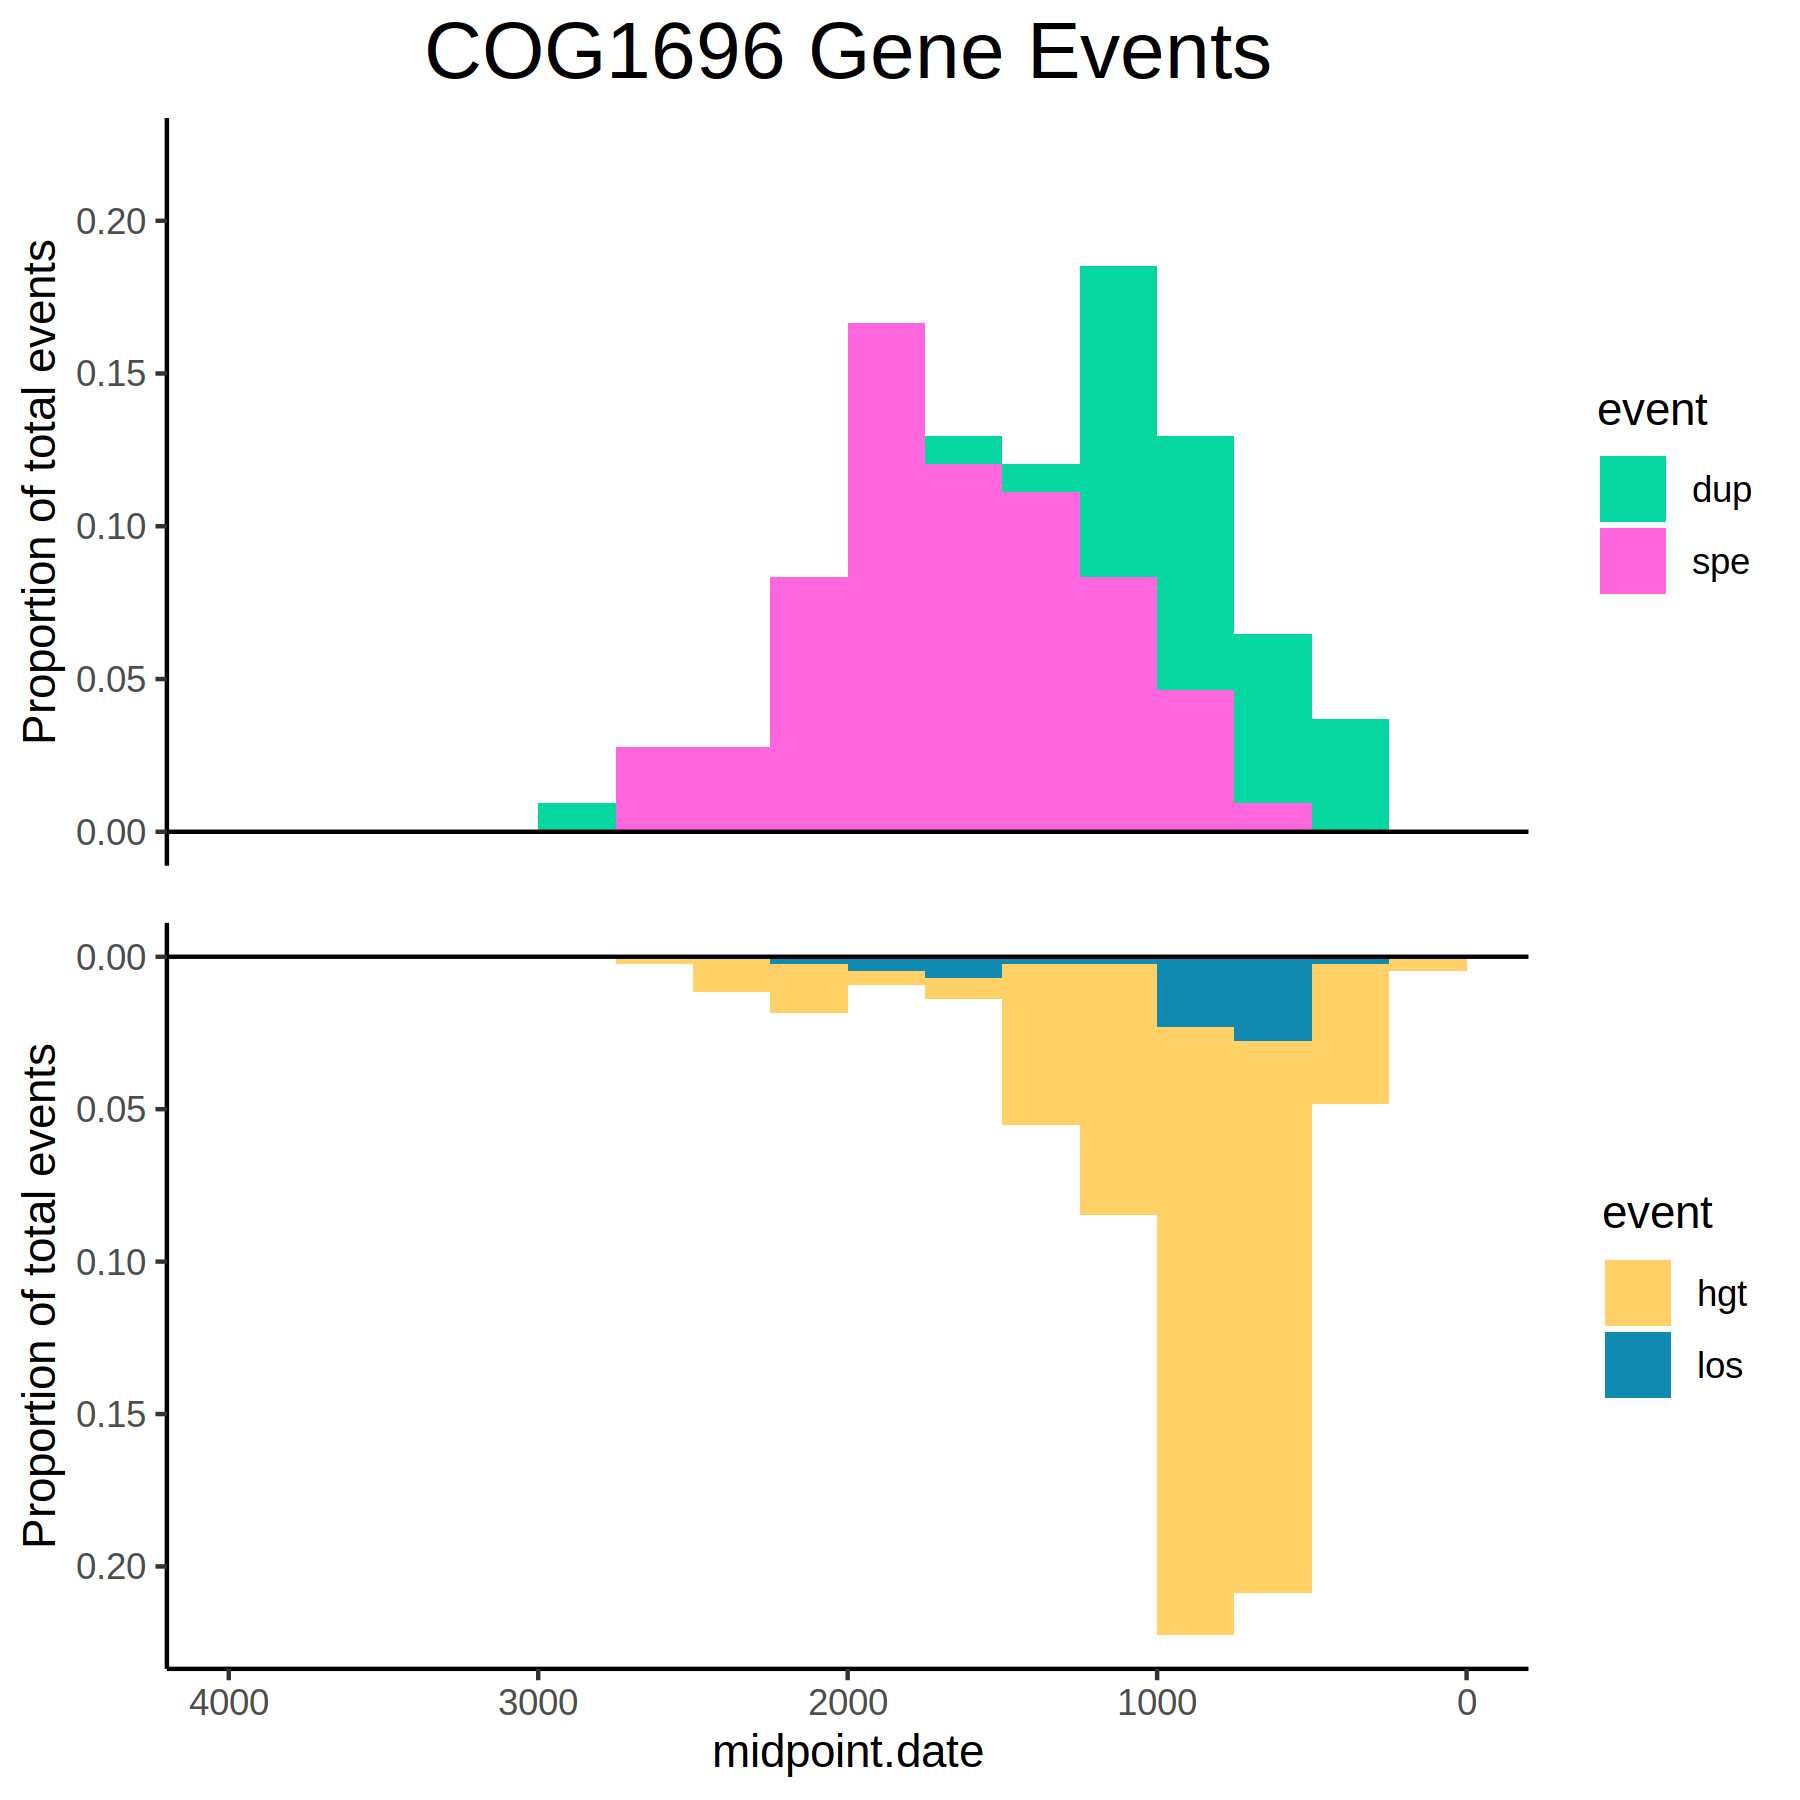 COG1696 Gene Events
Proportion of total events
0.20
0.15
0.10
0.05
0.00
event
dup
spe
Proportion of total events
0.00
0.05
0.10
0.15
0.20
event
hgt
los
4000 3000 2000 1000 0
midpoint.date